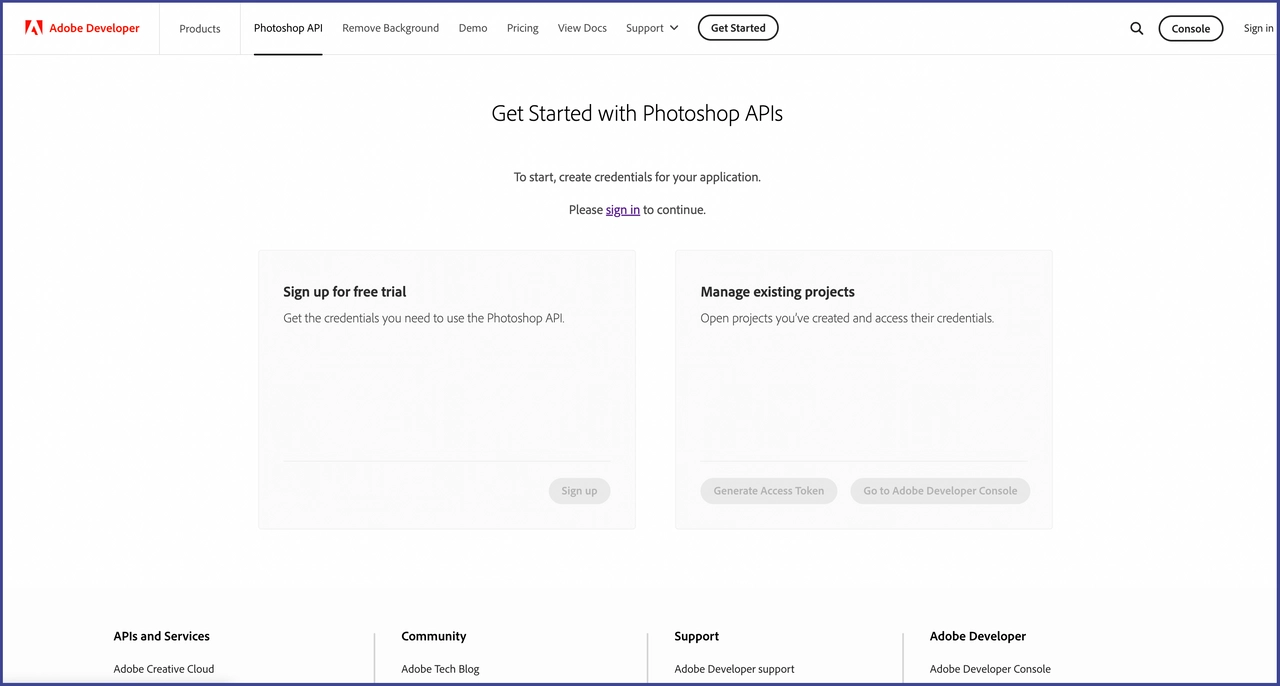 Adobe Developer
Products
Photoshop API
Remove Background
Demo
Pricing
View Docs
Support
Get Started
Console
Sign in
Get Started with Photoshop APIs
To start, create credentials for your application.
Please sign in to continue.
Sign up for free trial
Get the credentials you need to use the Photoshop API.
Sign up
Manage existing projects
Open projects you've created and access their credentials.
Generate Access Token
Go to Adobe Developer Console
APIs and Services
Adobe Creative Cloud
Community
Adobe Tech Blog
Support
Adobe Developer support
Adobe Developer
Adobe Developer Console